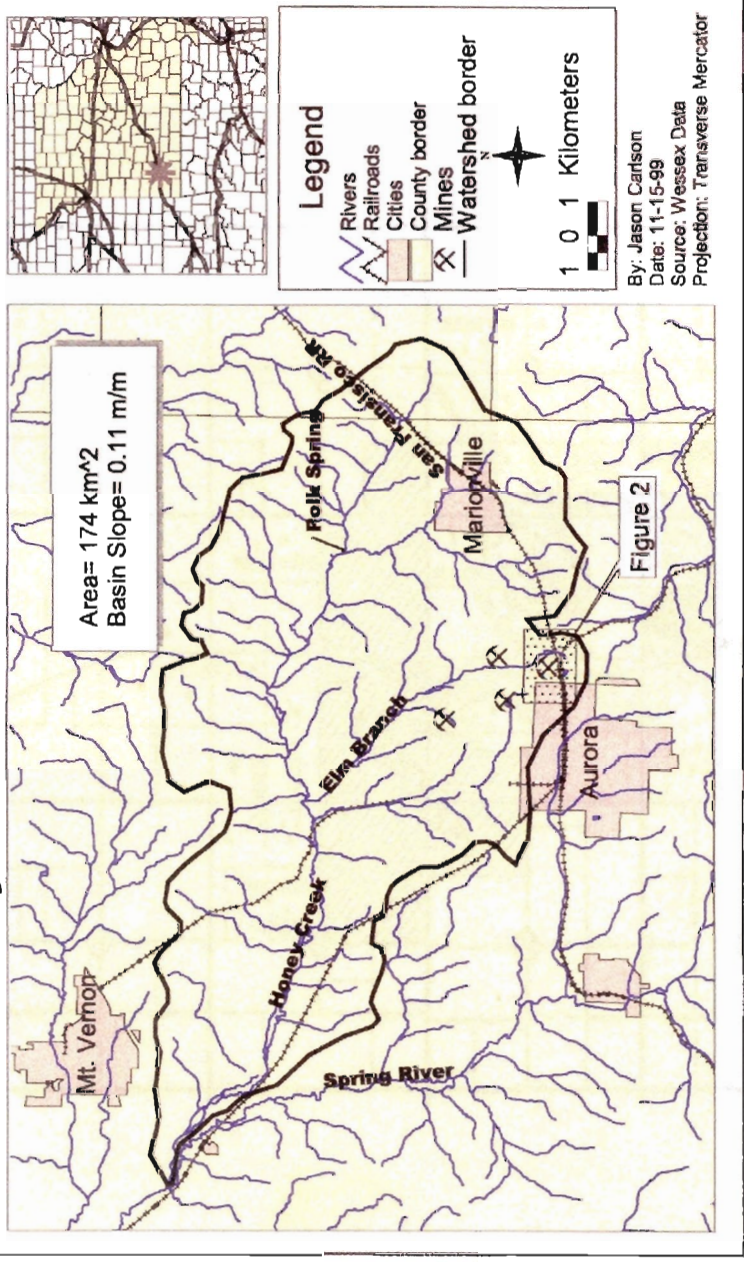 Area= 174 km^2
Basin Slope= 0.11 m/m
Mt. Vernon
Polk Spring
San Fransisco RR
Marionville
Elm Branch
Honey Creek
Spring River
Aurora
Figure 2
Legend
Rivers
Railroads
Cities
County border
Mines
Watershed border
N
1 0 1 Kilometers
By: Jason Carlson
Date: 11-15-99
Source: Wessex Data
Projection: Transverse Mercator